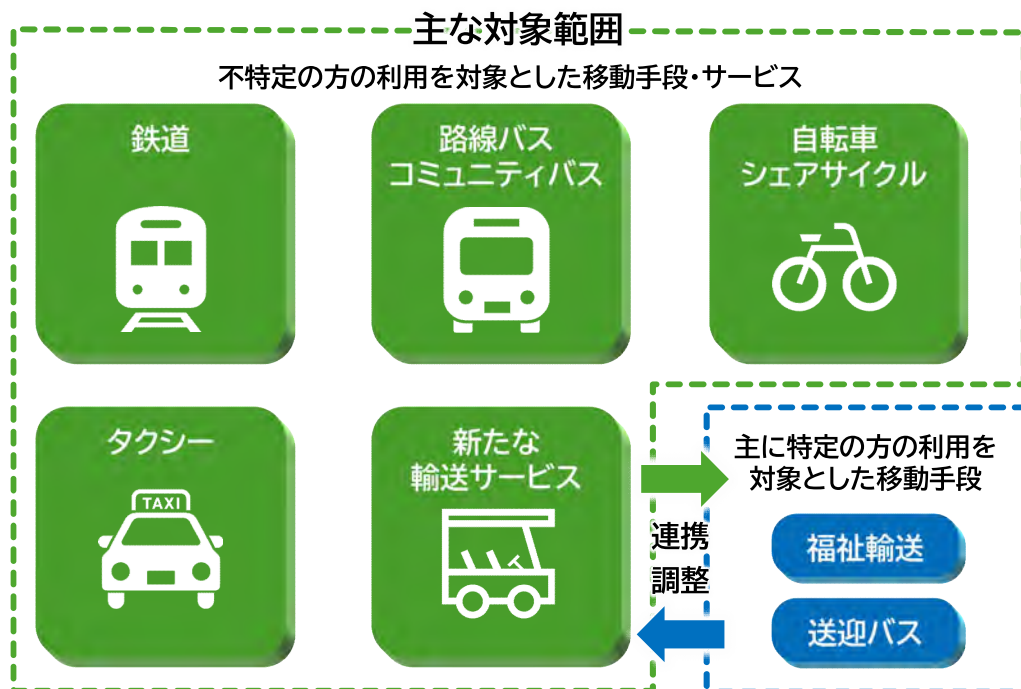 主な対象範囲
不特定の方の利用を対象とした移動手段・サービス
鉄道
路線バス
コミュニティバス
自転車
シェアサイクル
タクシー
TAXI
新たな
輸送サービス
連携
調整
主に特定の方の利用を
対象とした移動手段
福祉輸送
送迎バス